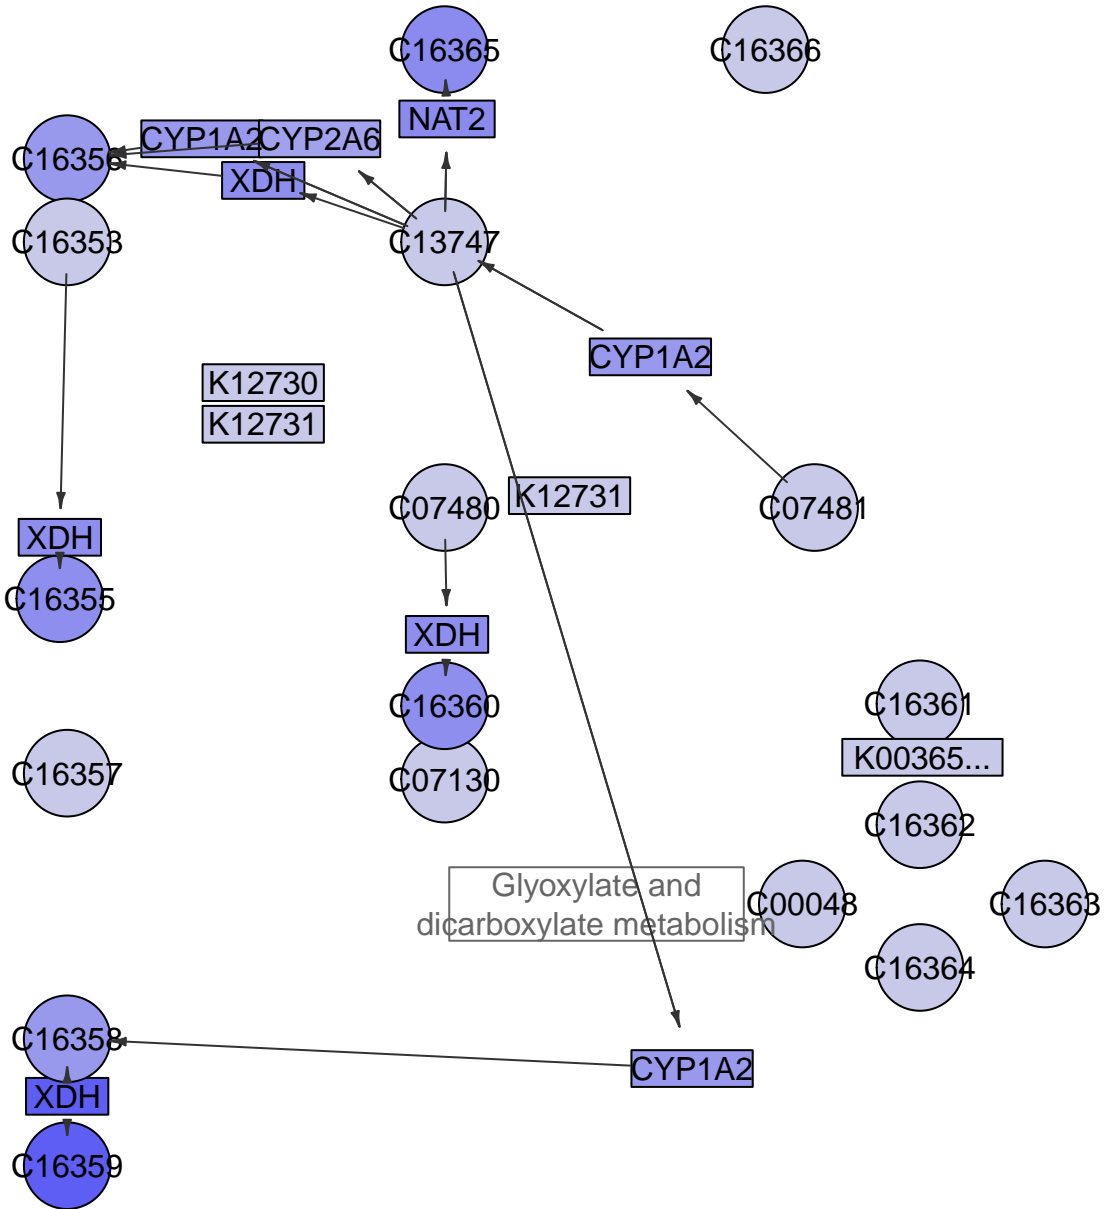 C16365
C16366
NAT2
CYP1A2
CYP2A6
C16356
XDH
C16353
C13747
CYP1A2
K12730
K12731
C07480
K12731
C07481
XDH
C16355
XDH
C16360
C16361
K00365...
C16357
C07130
C16362
Glyoxylate and
dicarboxylate metabolism
C00048
C16363
C16364
C16358
CYP1A2
XDH
C16359